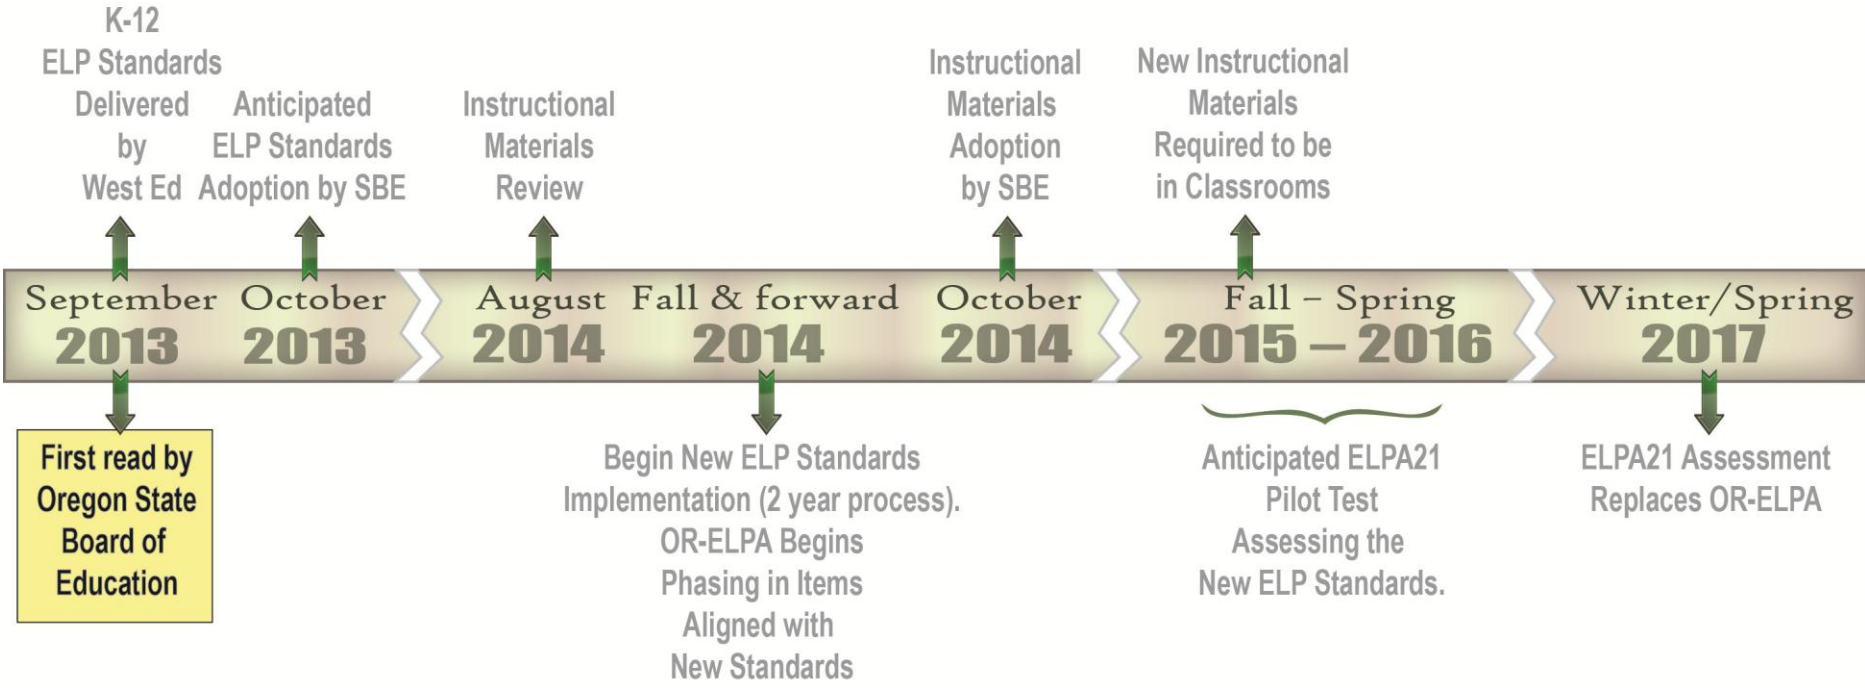 K-12
ELP Standards
Delivered
by
West Ed
Anticipated
ELP Standards
Adoption by SBE
Instructional
Materials
Review
Instructional
Materials
Adoption
by SBE
New Instructional
Materials
Required to be
in Classrooms
September
2013
October
2013
August
2014
Fall & forward
2014
October
2014
Fall – Spring
2015 – 2016
Winter/Spring
2017
First read by
Oregon State
Board of
Education
Begin New ELP Standards
Implementation (2 year process).
OR-ELPA Begins
Phasing in Items
Aligned with
New Standards
Anticipated ELPA21
Pilot Test
Assessing the
New ELP Standards.
ELPA21 Assessment
Replaces OR-ELPA